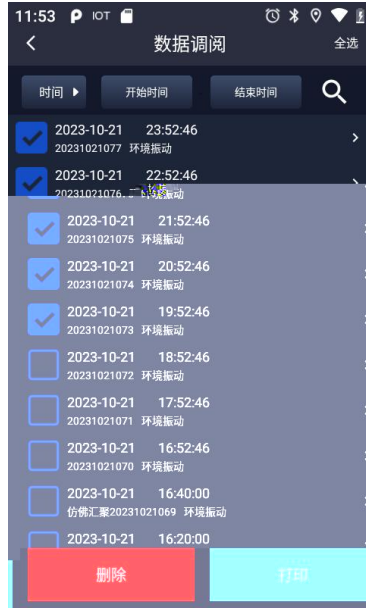 11:53 IOT
数据调阅 全选
时间 开始时间 结束时间
2023-10-21 23:52:46
20231021077 环境振动
2023-10-21 22:52:46
20231021076 环境振动
2023-10-21 21:52:46
20231021075 环境振动
2023-10-21 20:52:46
20231021074 环境振动
2023-10-21 19:52:46
20231021073 环境振动
2023-10-21 18:52:46
20231021072 环境振动
2023-10-21 17:52:46
20231021071 环境振动
2023-10-21 16:52:46
20231021070 环境振动
2023-10-21 16:40:00
仿佛汇聚20231021069 环境振动
2023-10-21 16:20:00
删除 打印